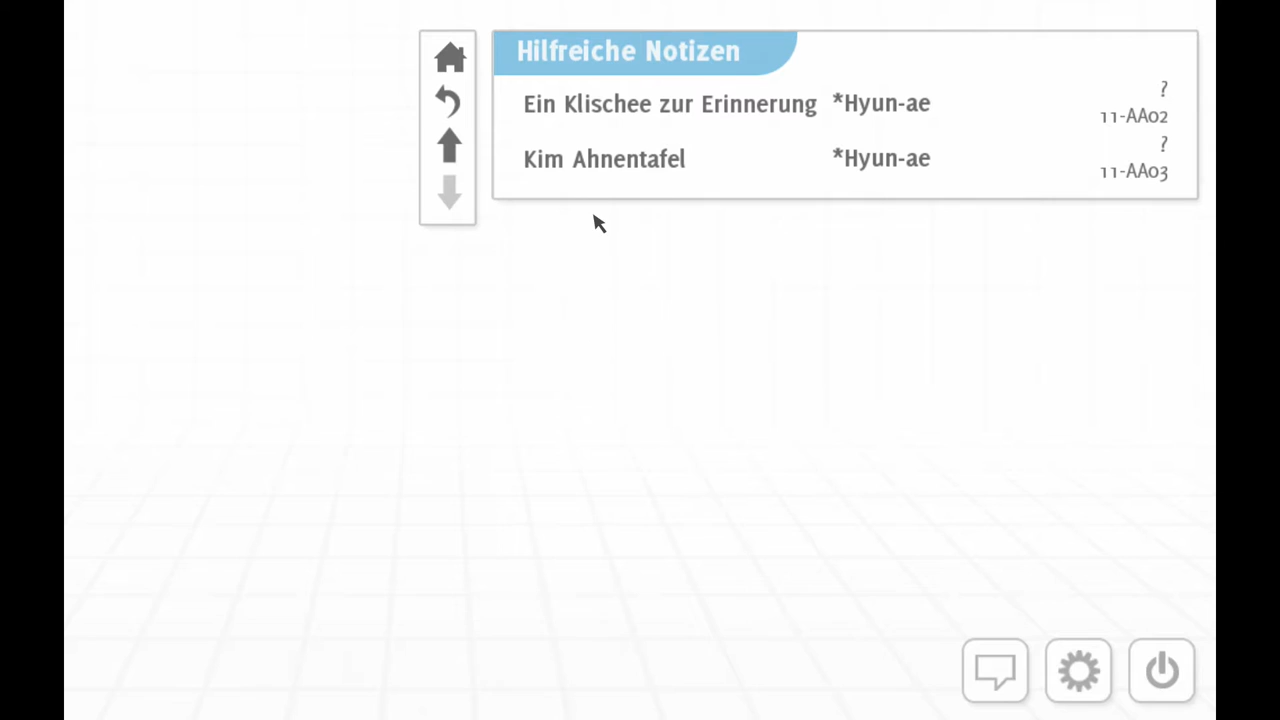 Hilfreiche Notizen
Ein Klischee zur Erinnerung *Hyun-ae ?
11-AA02
Kim Ahnentafel *Hyun-ae ?
11-AA03